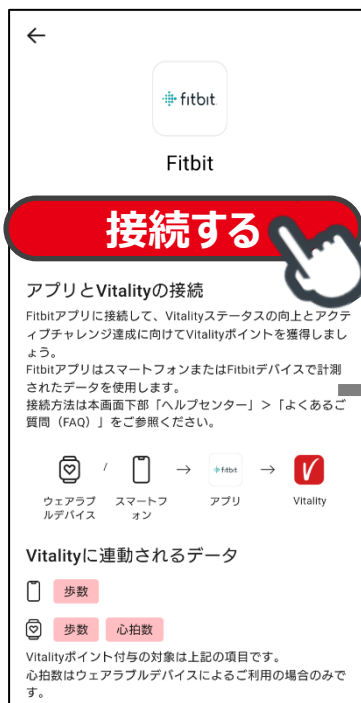 fitbit
Fitbit
接続する
アプリとVitalityの接続
Fitbitアプリに接続して、Vitalityステータスの向上とアクテ
ィブチャレンジ達成に向けてVitalityポイントを獲得しまし
ょう。
Fitbitアプリはスマートフォンまたはfitbitデバイスで計測
されたデータを使用します。
接続方法は本画面下部「ヘルプセンター」>「よくあるご
質問（FAQ）」をご参照ください。
/ → fitbit →
ウェアラブ スマートフ アプリ Vitality
ルデバイス ォン
Vitalityに連動されるデータ
歩数
歩数 心拍数
Vitalityポイント付与の対象は上記の項目です。
心拍数はウェアラブルデバイスによるご利用の場合のみで
す。